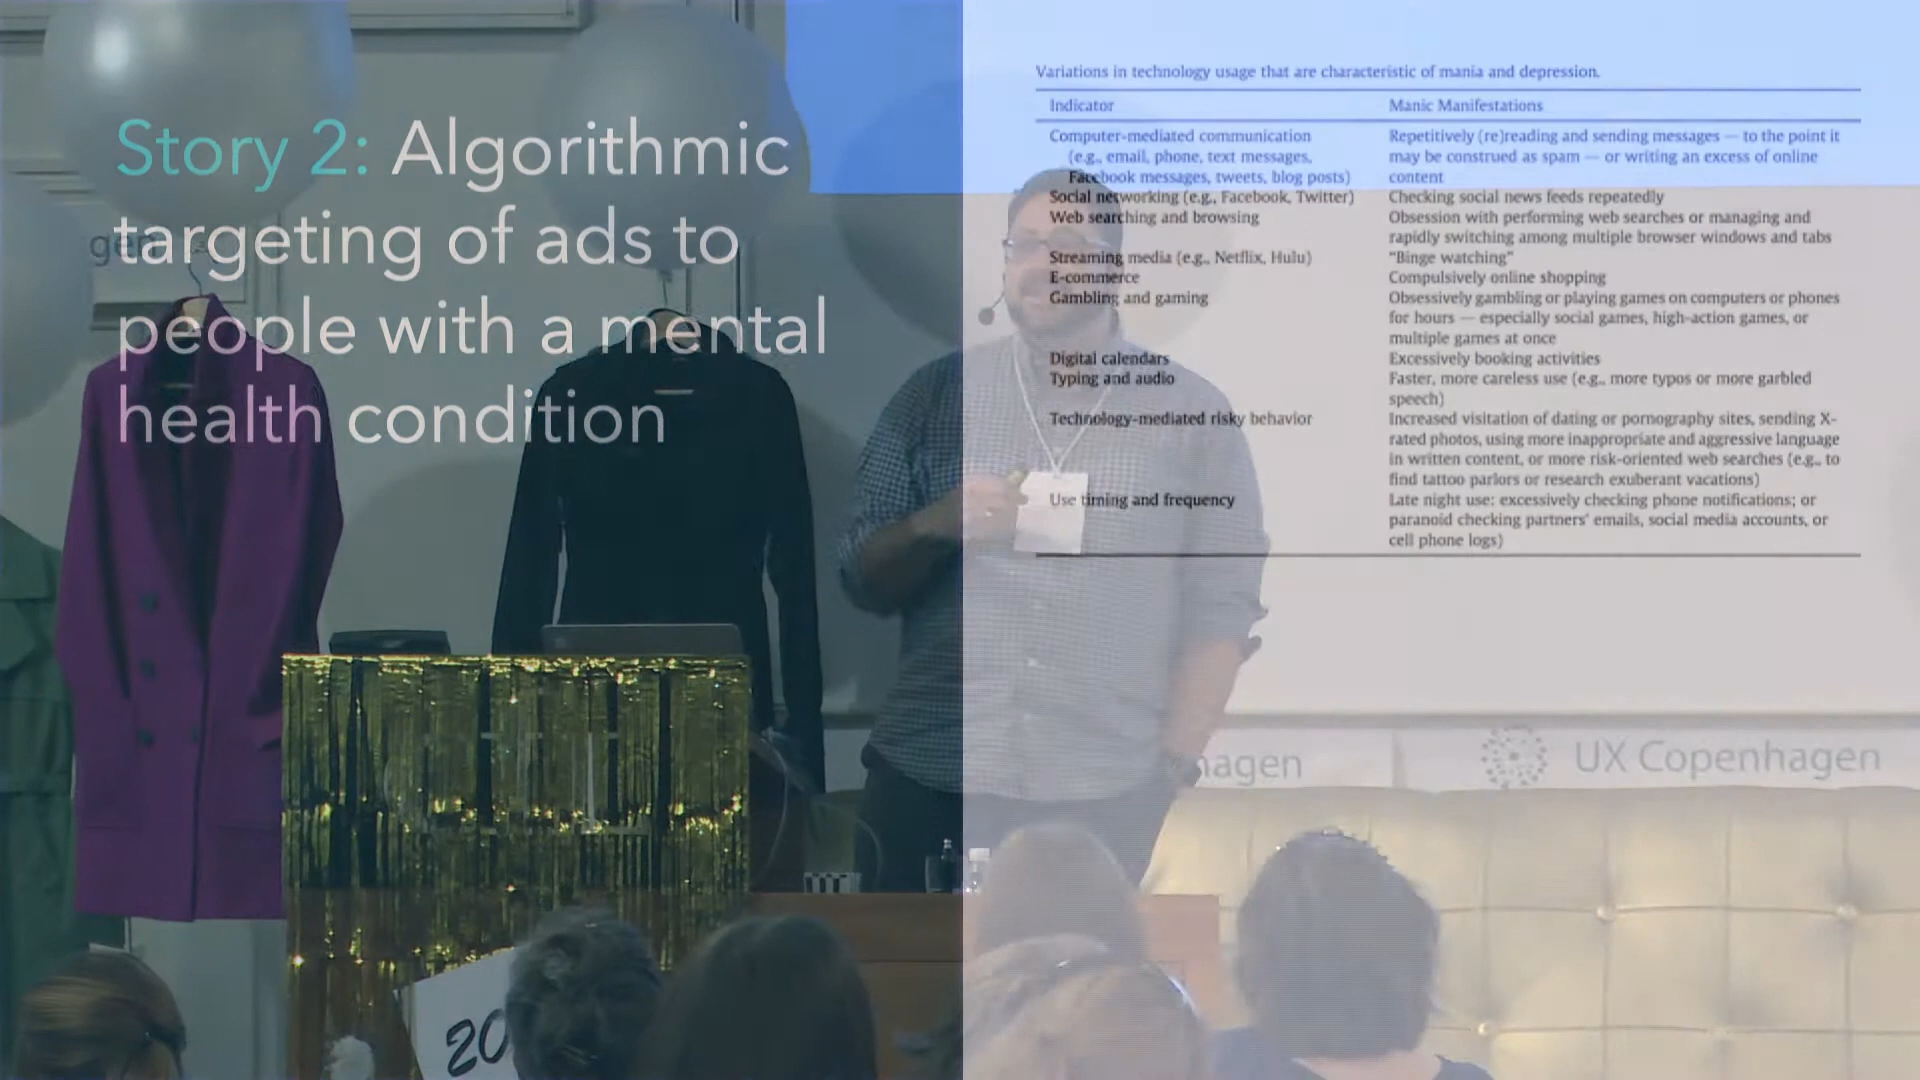 Story 2: Algorithmic
targeting of ads to
people with a mental
health condition
gen
Variations in technology usage that are characteristic of mania and depression.
Indicator Manic Manifestations
Computer-mediated communication Repetitively (re)reading and sending messages — to the point it
(e.g., email, phone, text messages, may be construed as spam — or writing an excess of online
Facebook messages, tweets, blog posts) content
Social networking (e.g., Facebook, Twitter) Checking social news feeds repeatedly
Web searching and browsing Obsession with performing web searches or managing and
rapidly switching among multiple browser windows and tabs
Streaming media (e.g., Netflix, Hulu) “Binge watching”
E-commerce Compulsively online shopping
Gambling and gaming Obsessively gambling or playing games on computers or phones
for hours — especially social games, high-action games, or
multiple games at once
Digital calendars Excessively booking activities
Typing and audio Faster, more careless use (e.g., more typos or more garbled
speech)
Technology-mediated risky behavior Increased visitation of dating or pornography sites, sending X-
rated photos, using more inappropriate and aggressive language
in written content, or more risk-oriented web searches (e.g., to
find tattoo parlors or research exuberant vacations)
Use timing and frequency Late night use: excessively checking phone notifications; or
paranoid checking partners' emails, social media accounts, or
cell phone logs)
hagen
UX Copenhagen
20